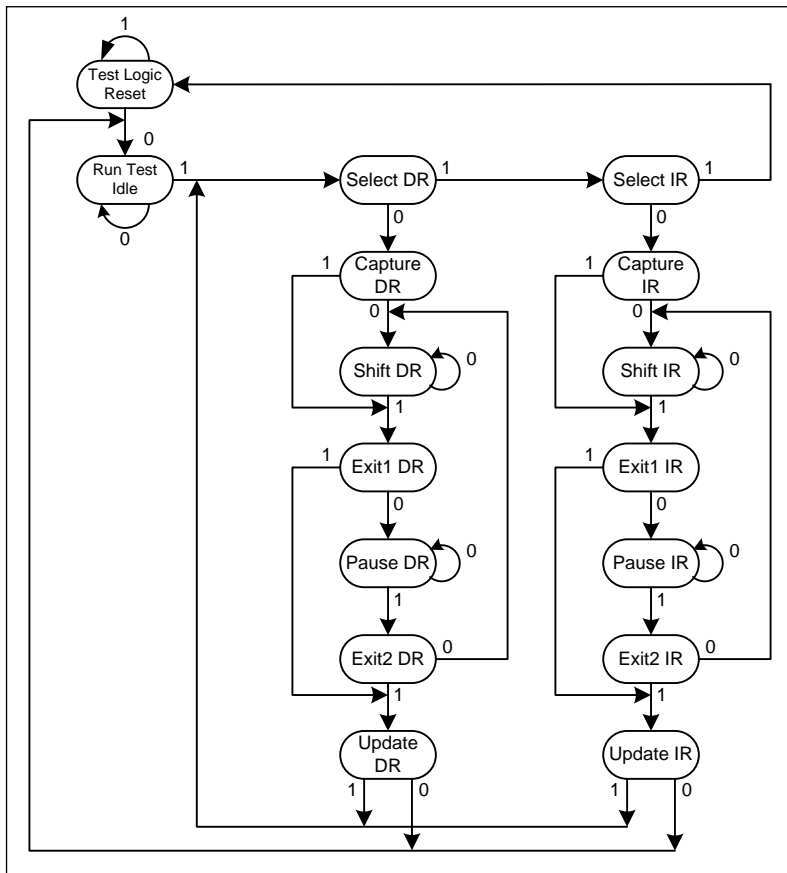 1
Test Logic
Reset
0
Run Test
Idle
1
0
Select DR
1
0
Select IR
1
0
Capture
DR
1
0
Capture
IR
1
0
Shift DR
0
1
Shift IR
0
1
Exit1 DR
1
0
Exit1 IR
1
0
Pause DR
0
1
Pause IR
0
1
Exit2 DR
0
1
Exit2 IR
0
1
Update
DR
1
0
Update IR
1
0